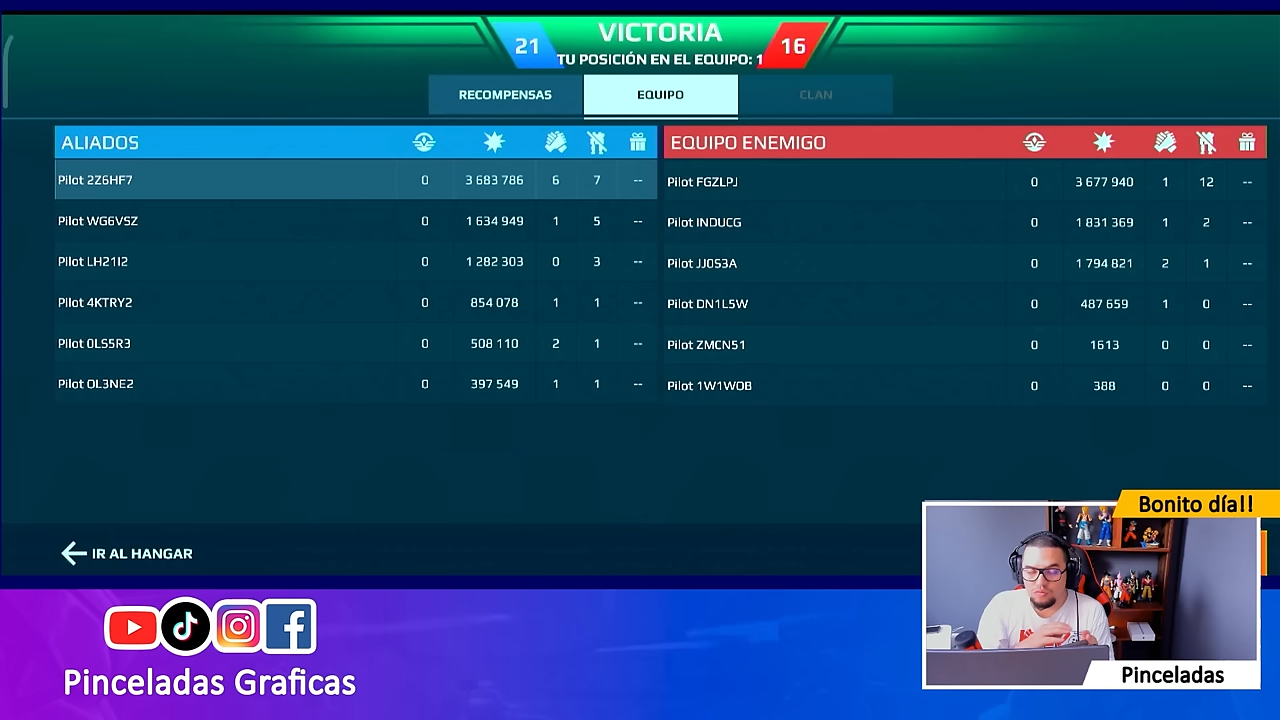 21
VICTORIA
16
TU POSICIÓN EN EL EQUIPO: 1
RECOMPENSAS
EQUIPO
CLAN
ALIADOS
Pilot 2Z6HF7 0 3 683 786 6 7 --
Pilot WG6VSZ 0 1 634 949 1 5 --
Pilot LH21I2 0 1 282 303 0 3 --
Pilot 4KTRY2 0 854 078 1 1 --
Pilot 0LS5R3 0 508 110 2 1 --
Pilot OL3NE2 0 397 549 1 1 --
EQUIPO ENEMIGO
Pilot FGZLPJ 0 3 677 940 1 12 --
Pilot INDUCG 0 1 831 369 1 2 --
Pilot JJ0S3A 0 1 794 821 2 1 --
Pilot DN1L5W 0 487 659 1 0 --
Pilot ZMCN51 0 1613 0 0 --
Pilot 1W1WOB 0 388 0 0 --
IR AL HANGAR
Bonito día!!
Pinceladas
Pinceladas Graficas